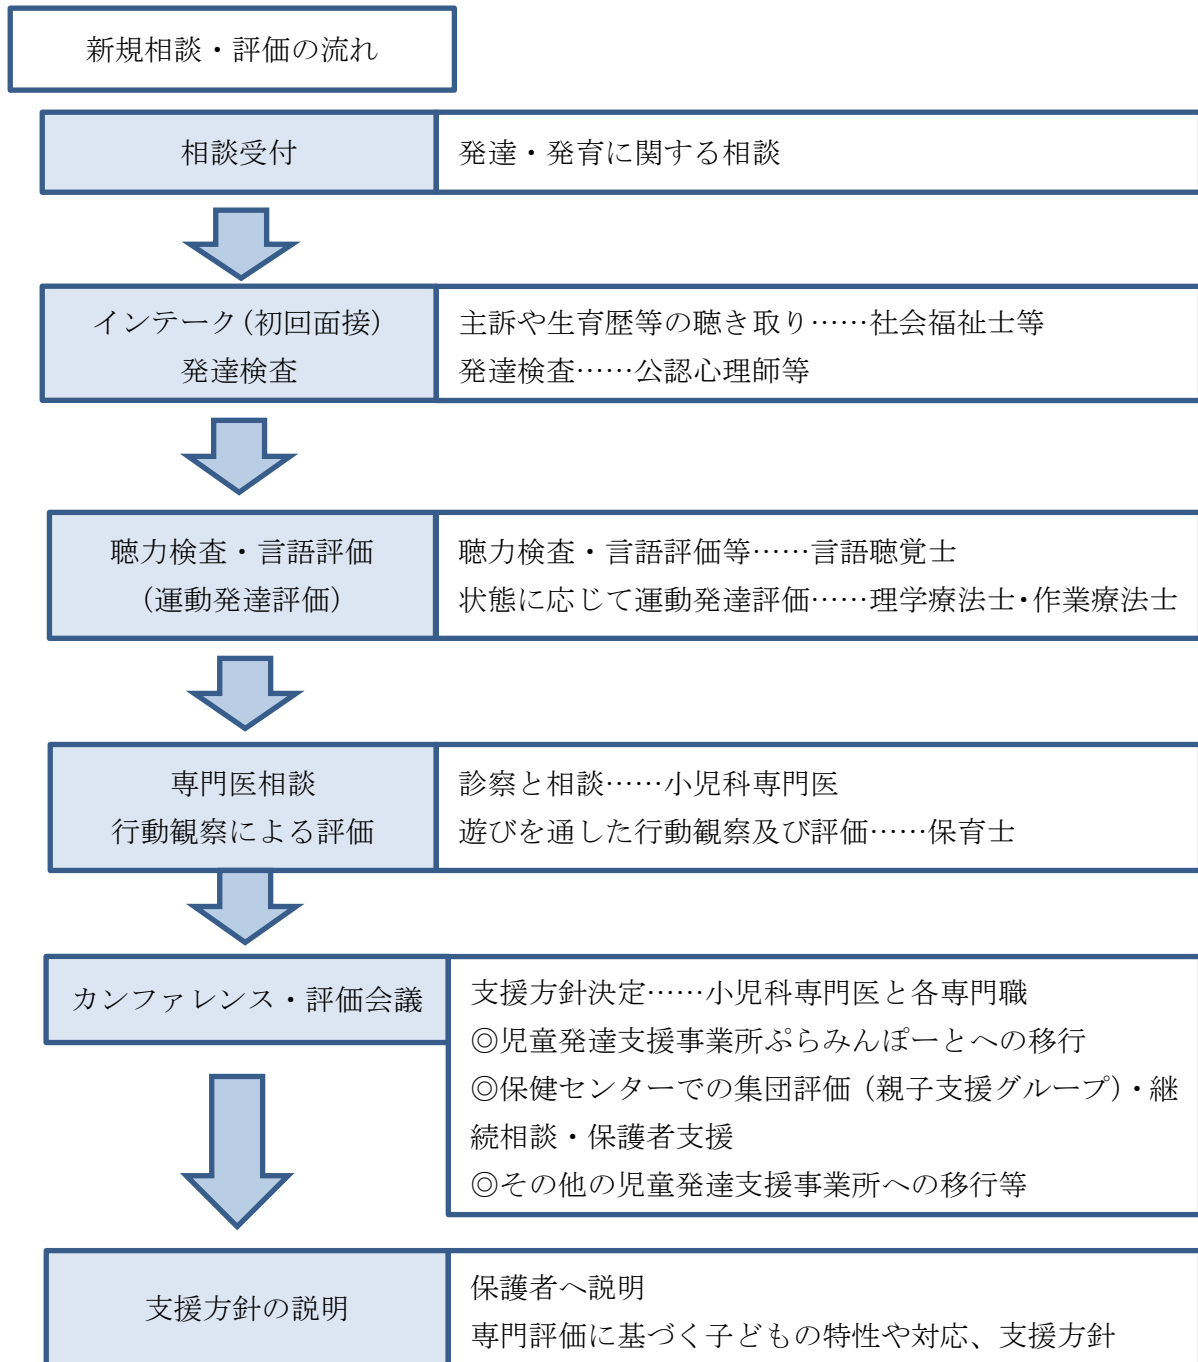 新規相談・評価の流れ
相談受付
発達・発育に関する相談
インテーク(初回面接)
発達検査
主訴や生育歴等の聴き取り……社会福祉士等
発達検査……公認心理師等
聴力検査・言語評価
(運動発達評価)
聴力検査・言語評価等……言語聴覚士
状態に応じて運動発達評価……理学療法士・作業療法士
専門医相談
行動観察による評価
診察と相談……小児科専門医
遊びを通した行動観察及び評価……保育士
カンファレンス・評価会議
支援方針決定……小児科専門医と各専門職
◎児童発達支援事業所ぷらみんぽーとへの移行
◎保健センターでの集団評価(親子支援グループ)・継
続相談・保護者支援
◎その他の児童発達支援事業所への移行等
支援方針の説明
保護者へ説明
専門評価に基づく子どもの特性や対応、支援方針